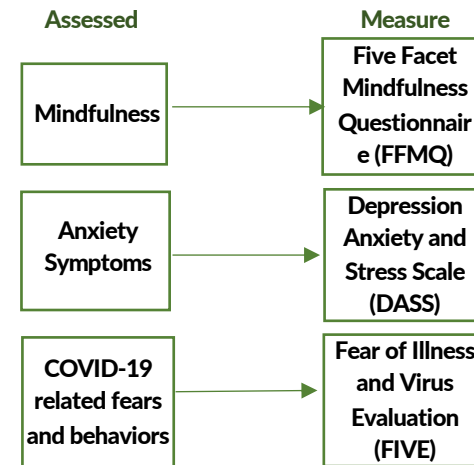 Assessed
Measure
Mindfulness
Five Facet
Mindfulness
Questionnair
e (FFMQ)
Anxiety
Symptoms
Depression
Anxiety and
Stress Scale
(DASS)
COVID-19
related fears
and behaviors
Fear of Illness
and Virus
Evaluation
(FIVE)